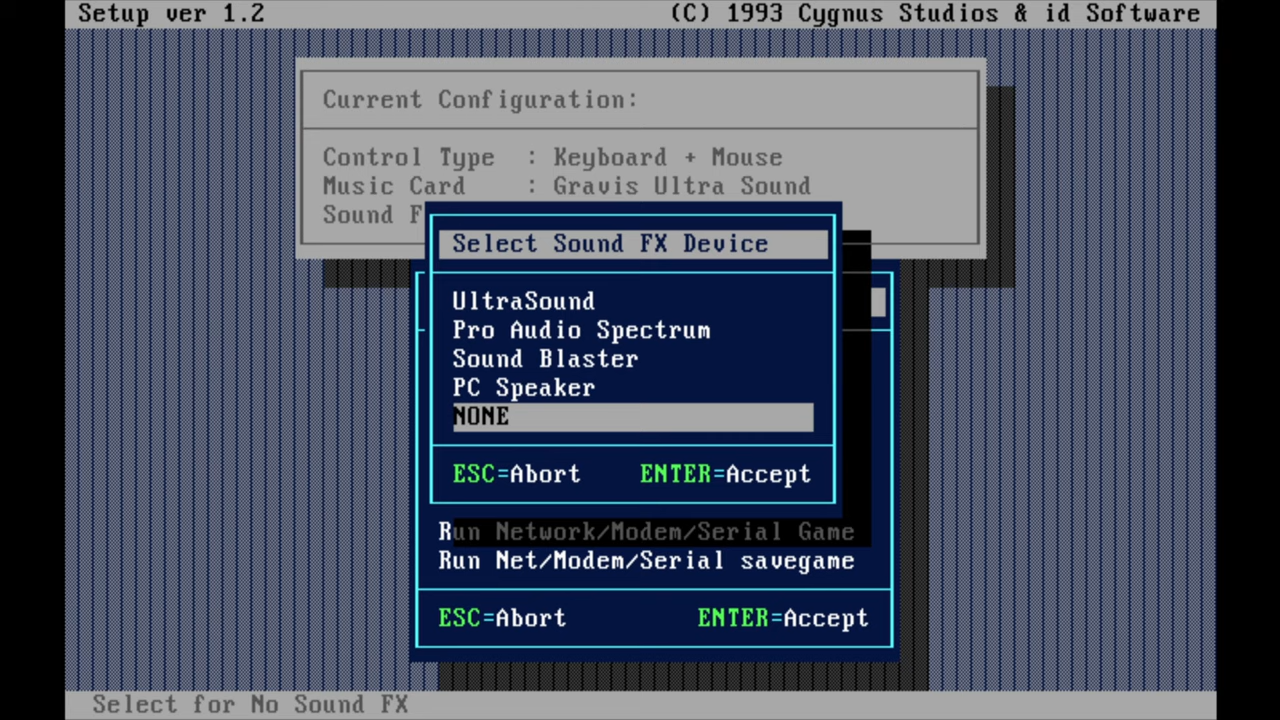 Setup ver 1.2 (C) 1993 Cygnus Studios & id Software
Current Configuration:
Control Type : Keyboard + Mouse
Music Card : Gravis Ultra Sound
Sound F
Select Sound FX Device
UltraSound
Pro Audio Spectrum
Sound Blaster
PC Speaker
NONE
ESC=Abort ENTER=Accept
Run Network/Modem/Serial Game
Run Net/Modem/Serial savegame
ESC=Abort ENTER=Accept
Select for No Sound FX